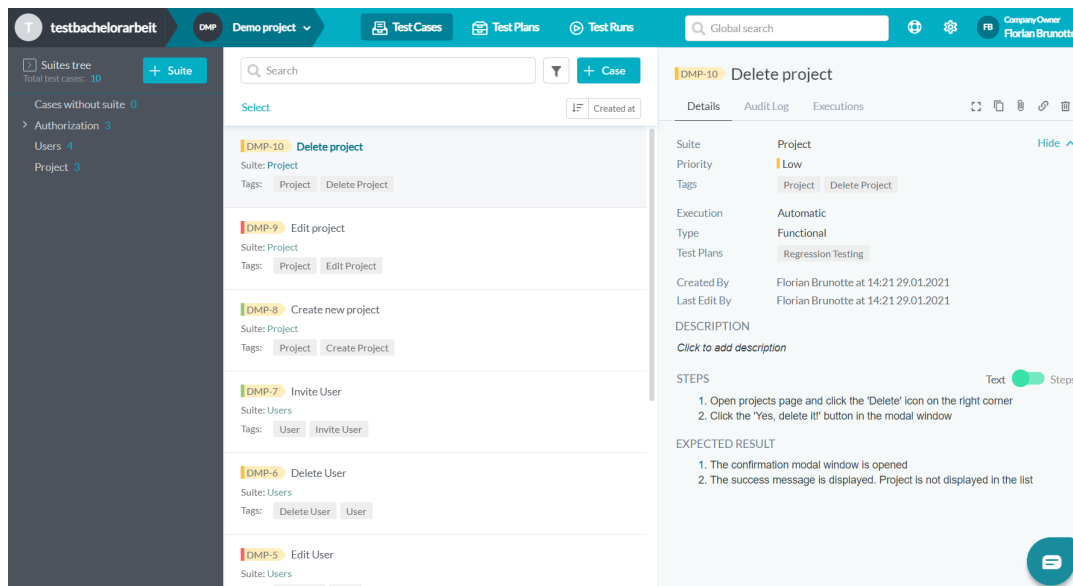 T testbachelorarbeit DMP Demo project Test Cases Test Plans Test Runs Global search FB Company Owner
Florian Brunotte
Suites tree
Total test cases: 10
+ Suite
Cases without suite 0
Authorization 3
Users 4
Project 3
Search
+ Case
Select
Created at
DMP-10 Delete project
Suite: Project
Tags: Project Delete Project
DMP-9 Edit project
Suite: Project
Tags: Project Edit Project
DMP-8 Create new project
Suite: Project
Tags: Project Create Project
DMP-7 Invite User
Suite: Users
Tags: User Invite User
DMP-6 Delete User
Suite: Users
Tags: Delete User User
DMP-5 Edit User
Suite: Users
DMP-10 Delete project
Details Audit Log Executions
Suite Project Hide
Priority Low
Tags Project Delete Project
Execution Automatic
Type Functional
Test Plans Regression Testing
Created By Florian Brunotte at 14:21 29.01.2021
Last Edit By Florian Brunotte at 14:21 29.01.2021
DESCRIPTION
Click to add description
STEPS Text Steps
1. Open projects page and click the 'Delete' icon on the right corner
2. Click the 'Yes, delete it!' button in the modal window
EXPECTED RESULT
1. The confirmation modal window is opened
2. The success message is displayed. Project is not displayed in the list